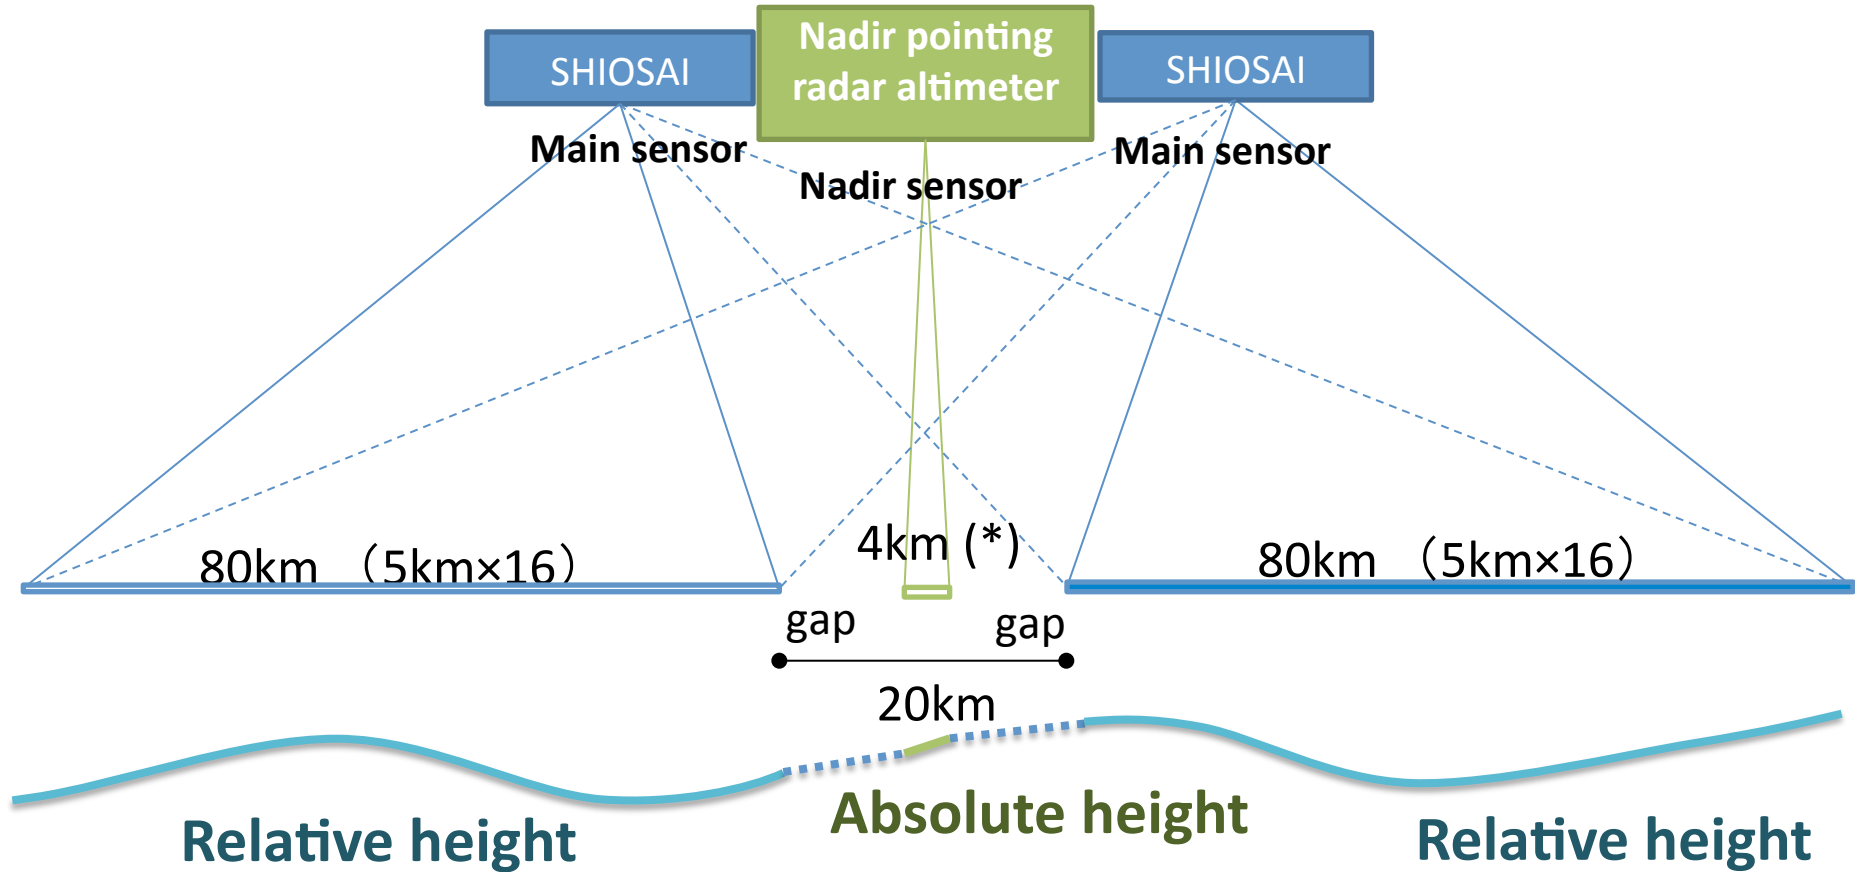 Nadir pointing
radar altimeter
SHIOSAI
SHIOSAI
Main sensor
Main sensor
Nadir sensor
4km (*)
80km （5km×16）
80km （5km×16）
gap
gap
20km
Absolute height
Relative height
Relative height